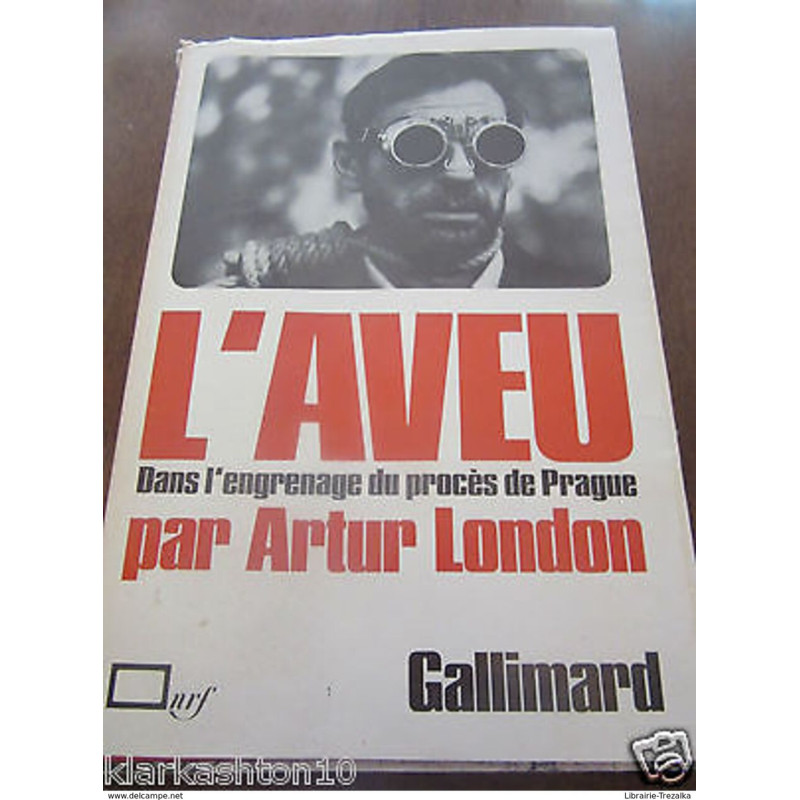 L'AVEU
Dans l'engrenage du procès de Prague
par Artur London
nrf
Gallimard
klarkashton10
www.delcampe.net
Librairie-Trezalka